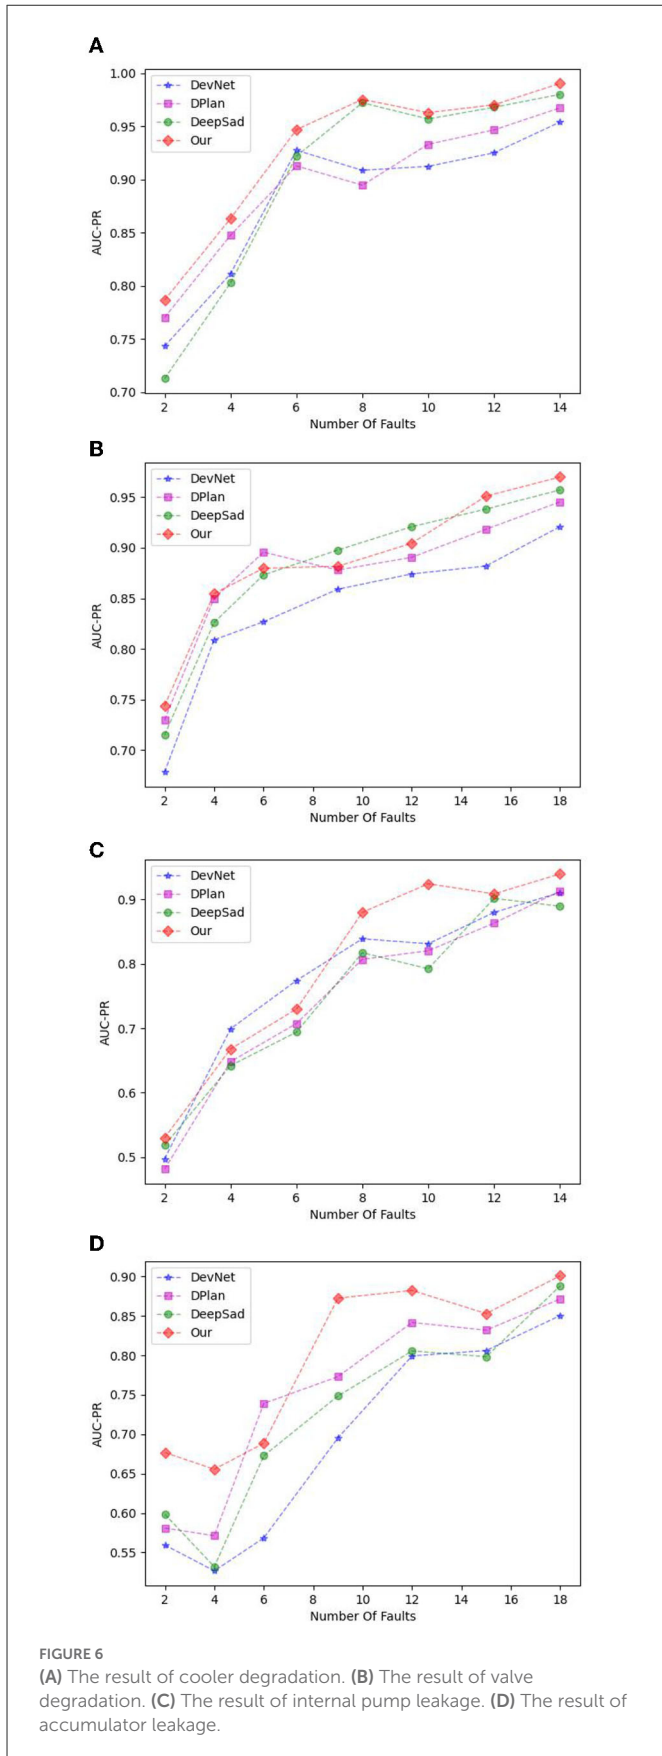 A
1.00
0.95
0.90
0.85
0.80
0.75
0.70
AUC-PR
DevNet
DPlan
DeepSad
Our
2 4 6 8 10 12 14
Number Of Faults
B
0.95
0.90
0.85
0.80
0.75
0.70
AUC-PR
DevNet
DPlan
DeepSad
Our
2 4 6 8 10 12 14 16 18
Number Of Faults
C
0.9
0.8
0.7
0.6
0.5
AUC-PR
DevNet
DPlan
DeepSad
Our
2 4 6 8 10 12 14
Number Of Faults
D
0.90
0.85
0.80
0.75
0.70
0.65
0.60
0.55
AUC-PR
DevNet
DPlan
DeepSad
Our
2 4 6 8 10 12 14 16 18
Number Of Faults
FIGURE 6
(A) The result of cooler degradation. (B) The result of valve
degradation. (C) The result of internal pump leakage. (D) The result of
accumulator leakage.